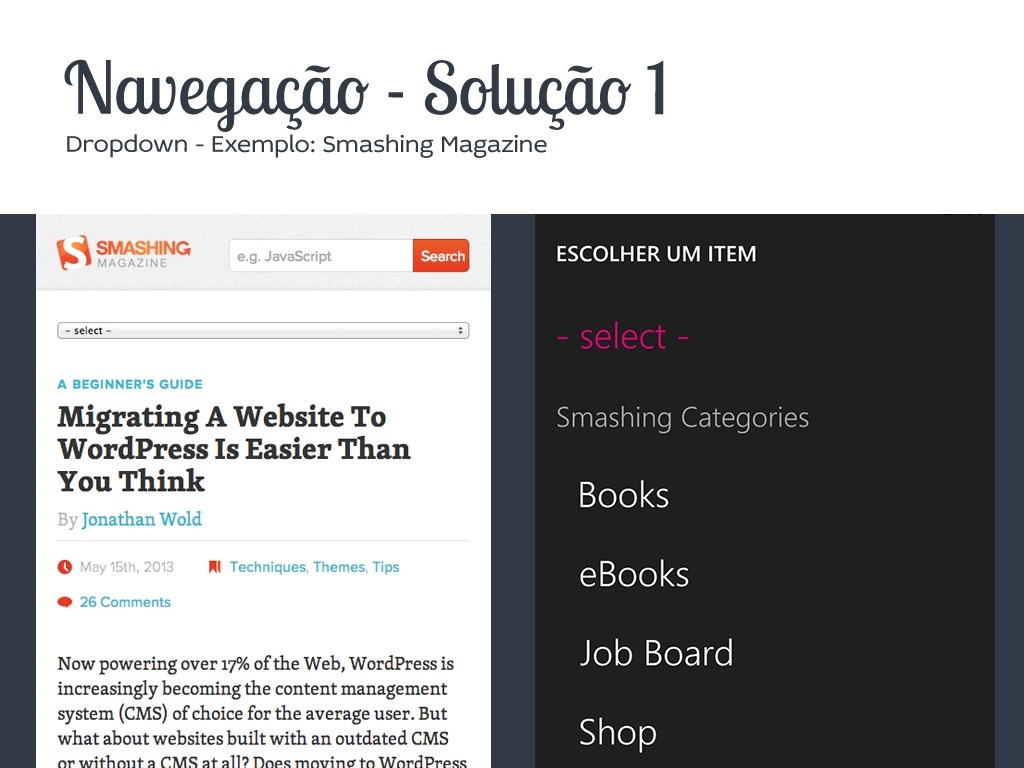 Navegação - Solução 1
Dropdown - Exemplo: Smashing Magazine
SMASHING
MAGAZINE
e.g. JavaScript
Search
- select -
A BEGINNER'S GUIDE
Migrating A Website To
WordPress Is Easier Than
You Think
By Jonathan Wold
May 15th, 2013
Techniques, Themes, Tips
26 Comments
Now powering over 17% of the Web, WordPress is
increasingly becoming the content management
system (CMS) of choice for the average user. But
what about websites built with an outdated CMS
or without a CMS at all? Does moving to WordPress
ESCOLHER UM ITEM
- select -
Smashing Categories
Books
eBooks
Job Board
Shop